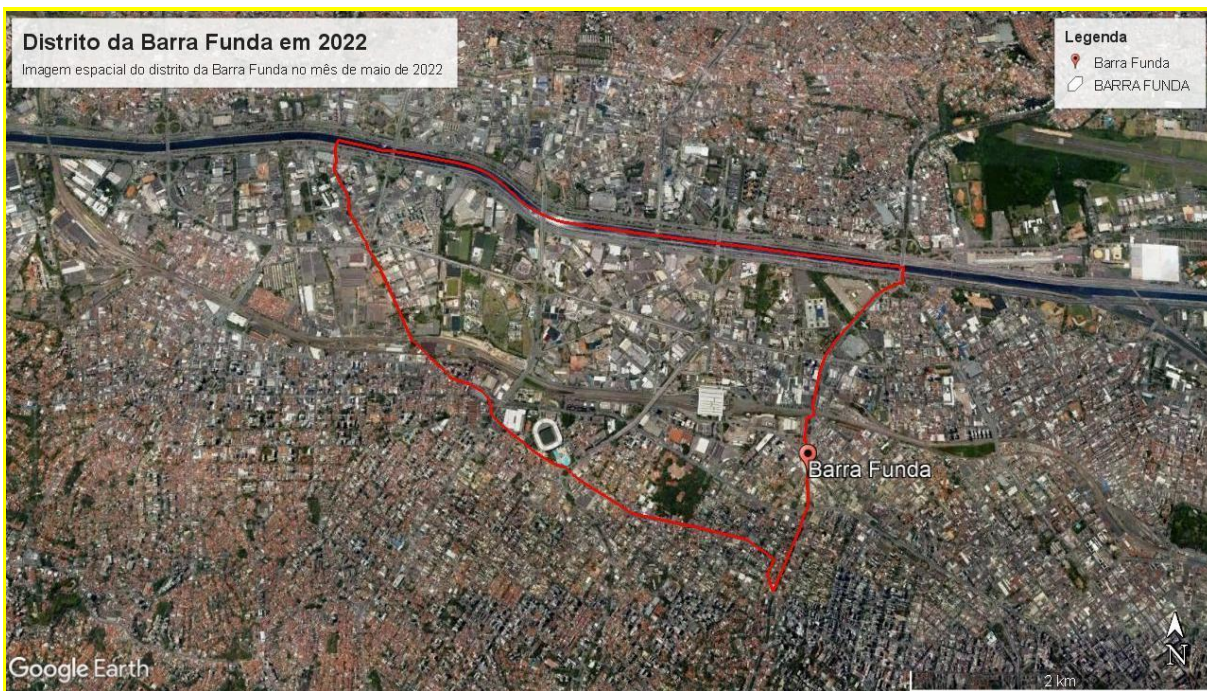 Distrito da Barra Funda em 2022
Imagem espacial do distrito da Barra Funda no mês de maio de 2022
Legenda
Barra Funda
BARRA FUNDA
Barra Funda
Google Earth
N
2 km